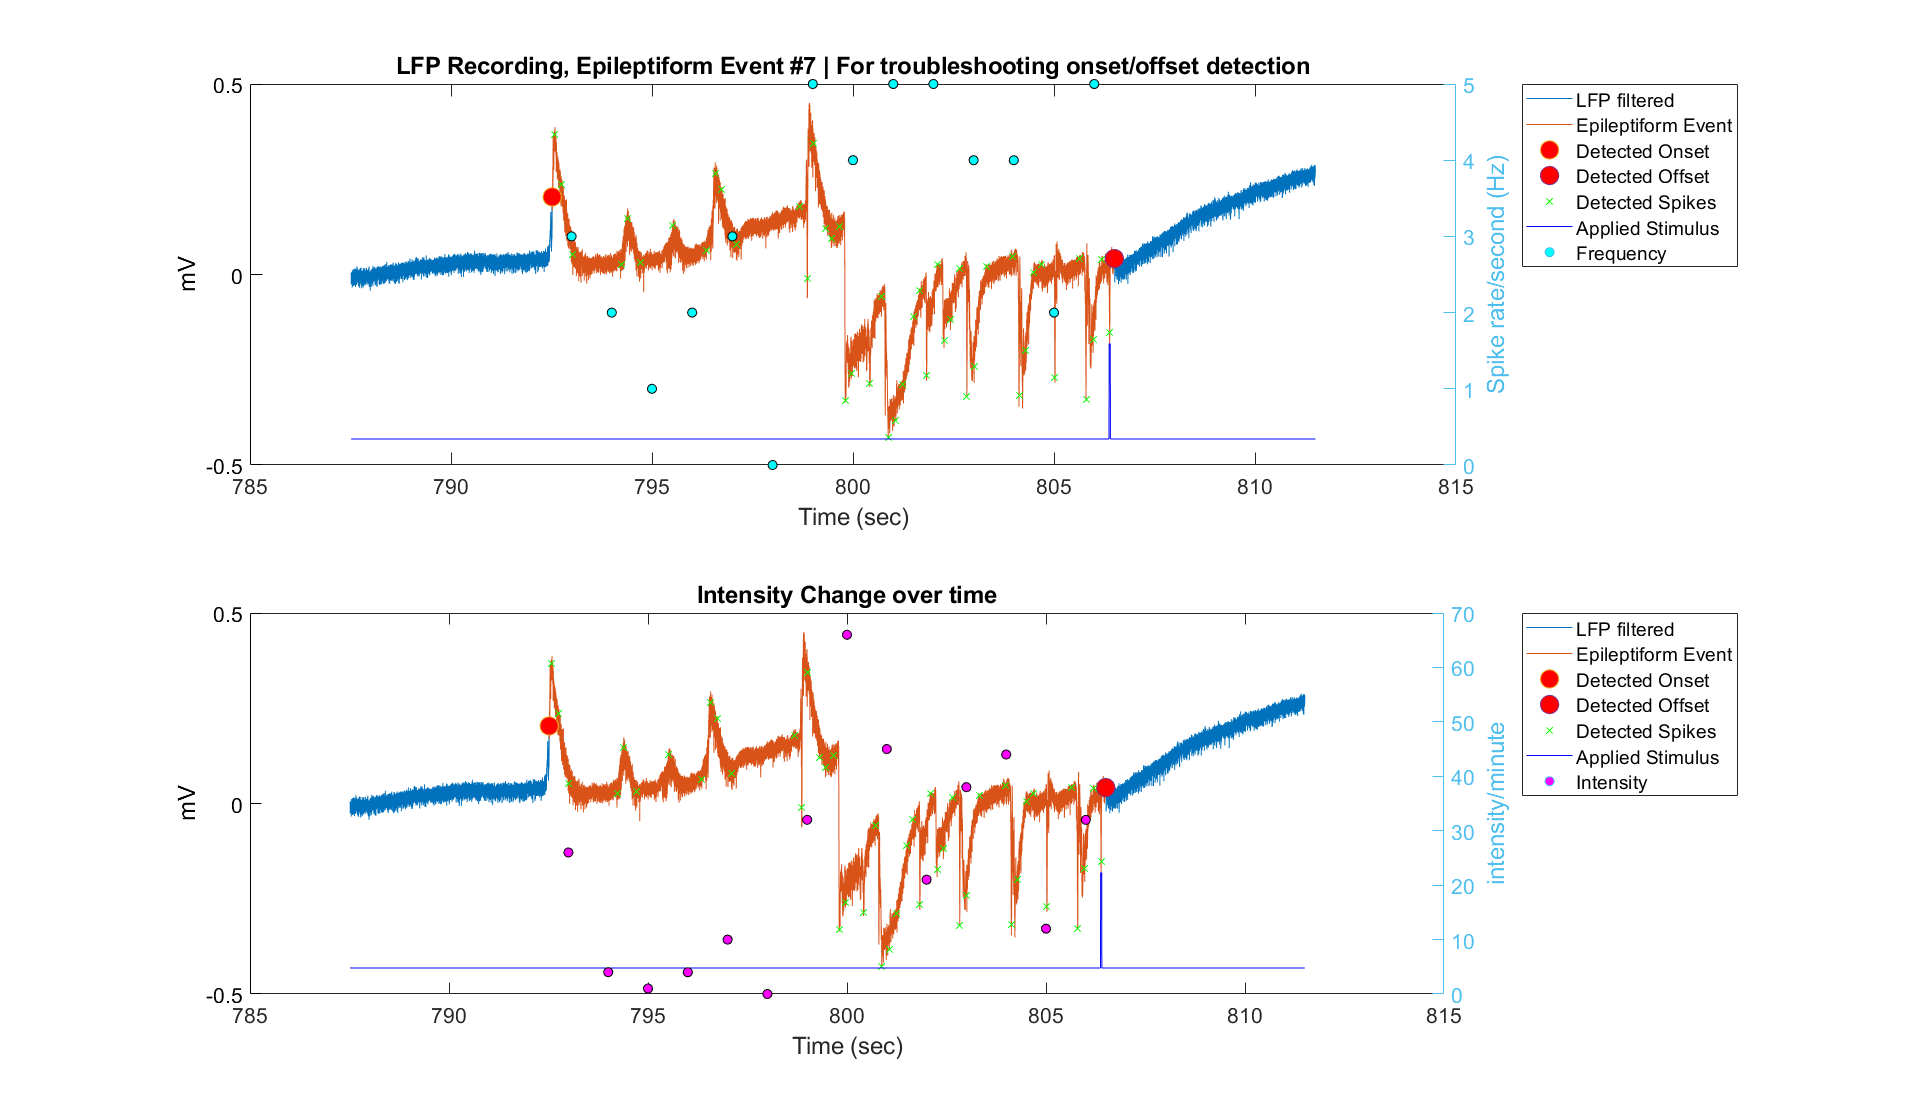 LFP Recording, Epileptiform Event #7 | For troubleshooting onset/offset detection
0.5
0
-0.5
mV
785
790
795
800
805
810
815
Time (sec)
5
4
3
2
1
0
Spike rate/second (Hz)
LFP filtered
Epileptiform Event
Detected Onset
Detected Offset
Detected Spikes
Applied Stimulus
Frequency
Intensity Change over time
0.5
0
-0.5
mV
785
790
795
800
805
810
815
Time (sec)
70
60
50
40
30
20
10
0
intensity/minute
LFP filtered
Epileptiform Event
Detected Onset
Detected Offset
Detected Spikes
Applied Stimulus
Intensity